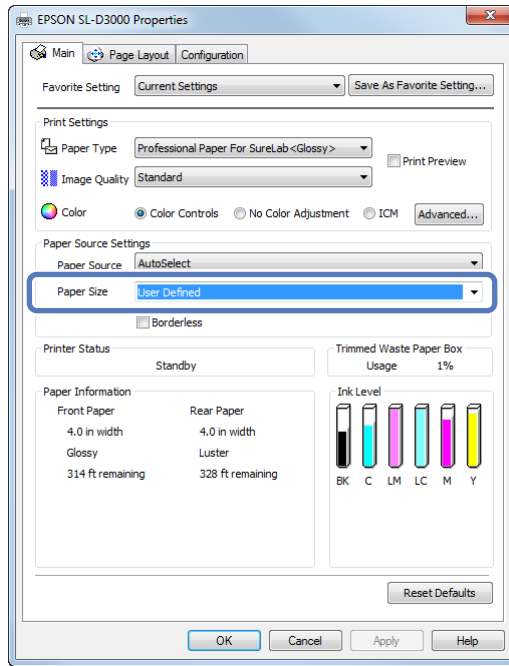 EPSON SL-D3000 Properties
Main Page Layout Configuration
Favorite Setting Current Settings Save As Favorite Setting...
Print Settings
Paper Type Professional Paper For SureLab<Glossy>
Print Preview
Image Quality Standard
Color Color Controls No Color Adjustment ICM Advanced...
Paper Source Settings
Paper Source AutoSelect
Paper Size User Defined
Borderless
Printer Status Trimmed Waste Paper Box
Standby Usage 1%
Paper Information Ink Level
Front Paper Rear Paper
4.0 in width 4.0 in width
Glossy Luster
314 ft remaining 328 ft remaining
BK C LM LC M Y
Reset Defaults
OK Cancel Apply Help